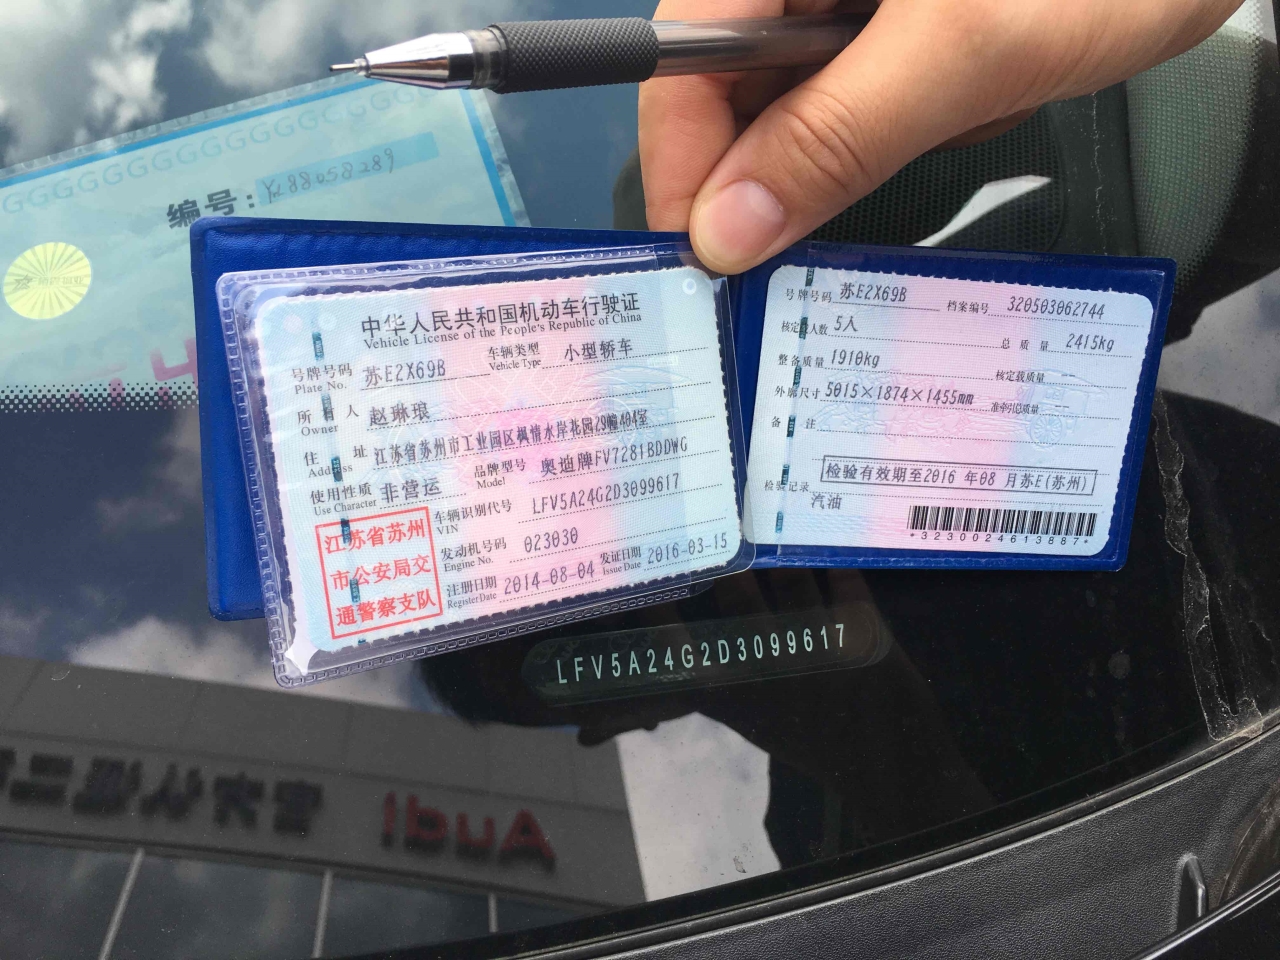 编号: YL88058289
中华人民共和国机动车行驶证
Vehicle License of the People's Republic of China
号牌号码 苏E2X69B 车辆类型 小型轿车
Plate No. Vehicle Type
所有人 赵琳琅
Owner
住址 江苏省苏州市工业园区枫情水岸北园29幢404室
Address
使用性质 非营运 品牌型号 奥迪牌FV7281BDDWG
Use Character Model
车辆识别代号 LFV5A24G2D3099617
VIN
发动机号码 023030
Engine No.
注册日期 2014-08-04 发证日期 2016-03-15
Register Date Issue Date
江苏省苏州
市公安局交
通警察支队
号牌号码 苏E2X69B 档案编号 320503062744
核定载人数 5人 总质量 2415kg
整备质量 1910kg 核定载质量 --
外廓尺寸 5015×1874×1455mm 准牵引总质量 --
备注
检验有效期至2016 年08 月苏E(苏州)
检验记录
汽油
*3230024613887*
LFV5A24G2D3099617
Audi